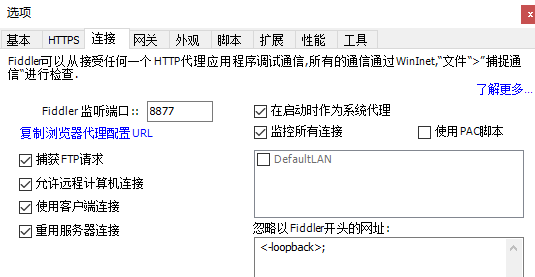 选项
基本 HTTPS 连接 网关 外观 脚本 扩展 性能 工具
Fiddler可以从接受任何一个HTTP代理应用程序调试通信,所有的通信通过WinInet,"文件">"捕捉通
信"进行检查.
了解更多...
Fiddler 监听端口:: 8877
复制浏览器代理配置 URL
捕获FTP请求
允许远程计算机连接
使用客户端连接
重用服务器连接
在启动时作为系统代理
监控所有连接 使用PAC脚本
DefaultLAN
忽略以Fiddler开头的网址:
<-loopback>;